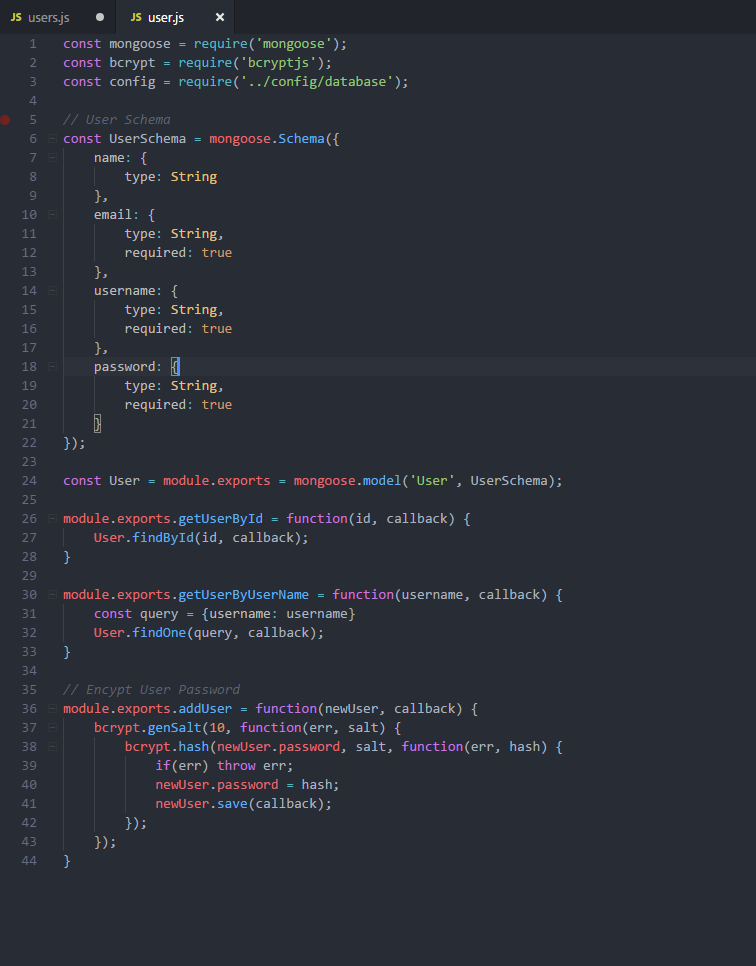 JS users.js ● JS user.js ×
1 const mongoose = require('mongoose');
2 const bcrypt = require('bcryptjs');
3 const config = require('../config/database');
4
5 // User Schema
6 const UserSchema = mongoose.Schema({
7     name: {
8         type: String
9     },
10     email: {
11         type: String,
12         required: true
13     },
14     username: {
15         type: String,
16         required: true
17     },
18     password: {
19         type: String,
20         required: true
21     }
22 });
23
24 const User = module.exports = mongoose.model('User', UserSchema);
25
26 module.exports.getUserById = function(id, callback) {
27     User.findById(id, callback);
28 }
29
30 module.exports.getUserByUserName = function(username, callback) {
31     const query = {username: username}
32     User.findOne(query, callback);
33 }
34
35 // Encypt User Password
36 module.exports.addUser = function(newUser, callback) {
37     bcrypt.genSalt(10, function(err, salt) {
38         bcrypt.hash(newUser.password, salt, function(err, hash) {
39             if(err) throw err;
40             newUser.password = hash;
41             newUser.save(callback);
42         });
43     });
44 }